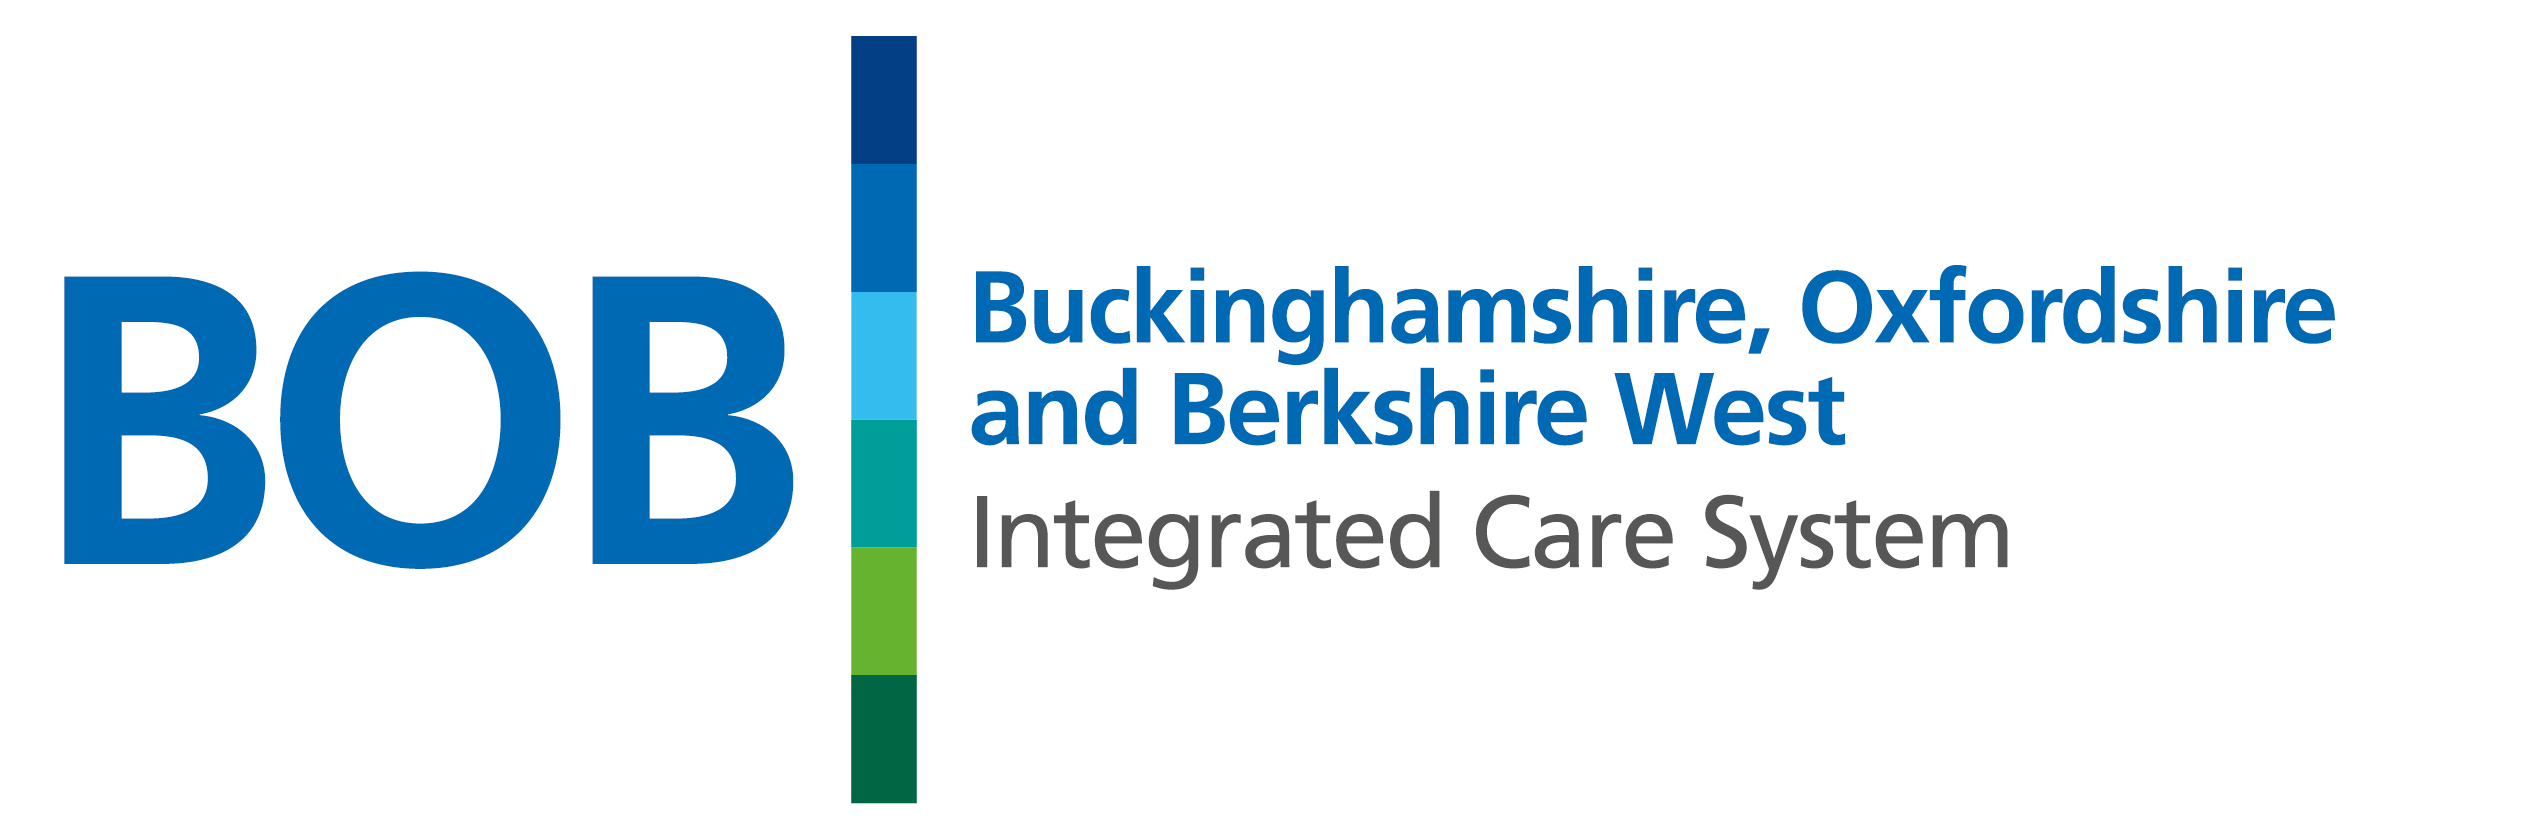 BOB
Buckinghamshire, Oxfordshire
and Berkshire West
Integrated Care System